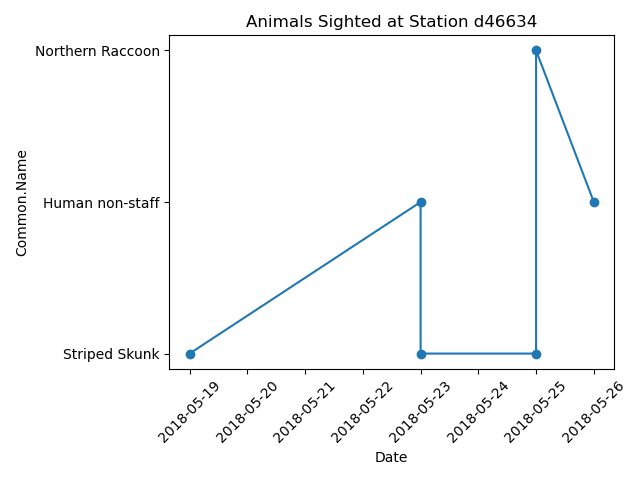 Animals Sighted at Station d46634
Common.Name
Northern Raccoon
Human non-staff
Striped Skunk
2018-05-19
2018-05-20
2018-05-21
2018-05-22
2018-05-23
2018-05-24
2018-05-25
2018-05-26
Date